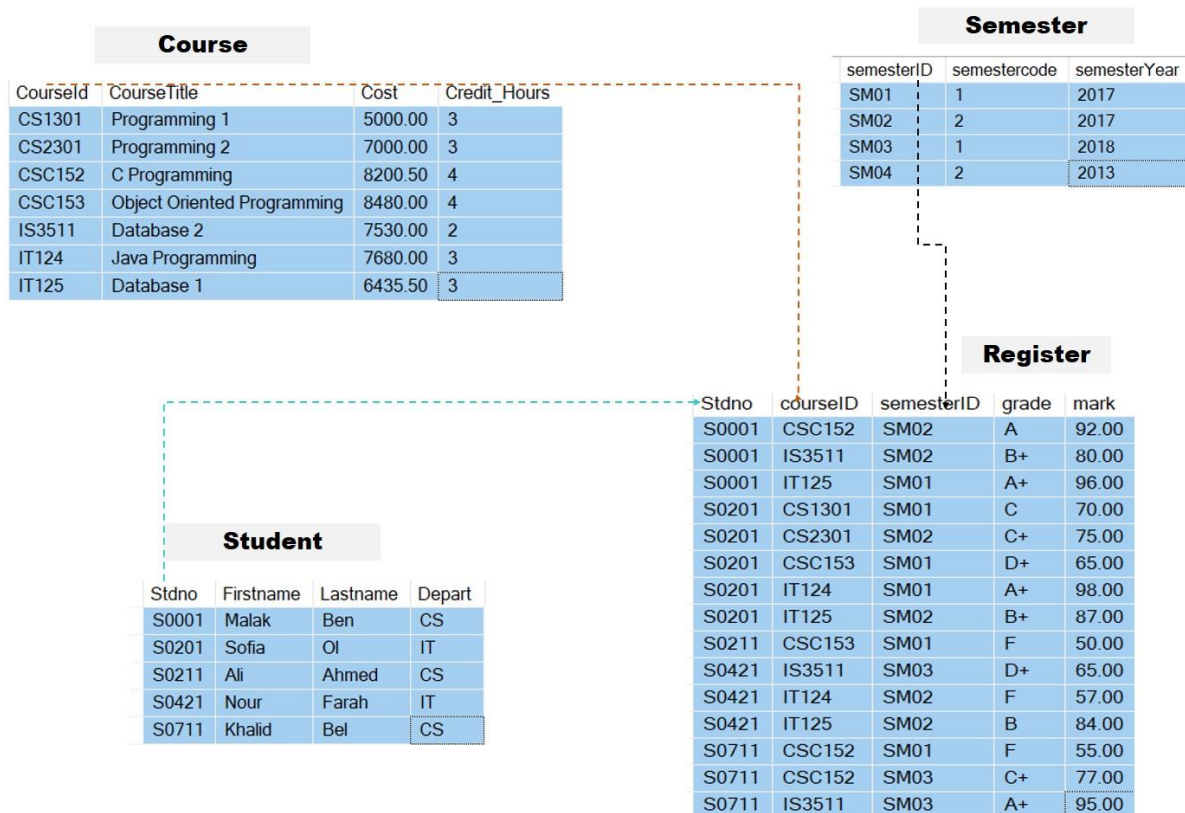 Course
CourseId CourseTitle Cost Credit_Hours
CS1301 Programming 1 5000.00 3
CS2301 Programming 2 7000.00 3
CSC152 C Programming 8200.50 4
CSC153 Object Oriented Programming 8480.00 4
IS3511 Database 2 7530.00 2
IT124 Java Programming 7680.00 3
IT125 Database 1 6435.50 3
Semester
semesterID semestercode semesterYear
SM01 1 2017
SM02 2 2017
SM03 1 2018
SM04 2 2013
Student
Stdno Firstname Lastname Depart
S0001 Malak Ben CS
S0201 Sofia Ol IT
S0211 Ali Ahmed CS
S0421 Nour Farah IT
S0711 Khalid Bel CS
Register
Stdno courseID semesterID grade mark
S0001 CSC152 SM02 A 92.00
S0001 IS3511 SM02 B+ 80.00
S0001 IT125 SM01 A+ 96.00
S0201 CS1301 SM01 C 70.00
S0201 CS2301 SM02 C+ 75.00
S0201 CSC153 SM01 D+ 65.00
S0201 IT124 SM01 A+ 98.00
S0201 IT125 SM02 B+ 87.00
S0211 CSC153 SM01 F 50.00
S0421 IS3511 SM03 D+ 65.00
S0421 IT124 SM02 F 57.00
S0421 IT125 SM02 B 84.00
S0711 CSC152 SM01 F 55.00
S0711 CSC152 SM03 C+ 77.00
S0711 IS3511 SM03 A+ 95.00